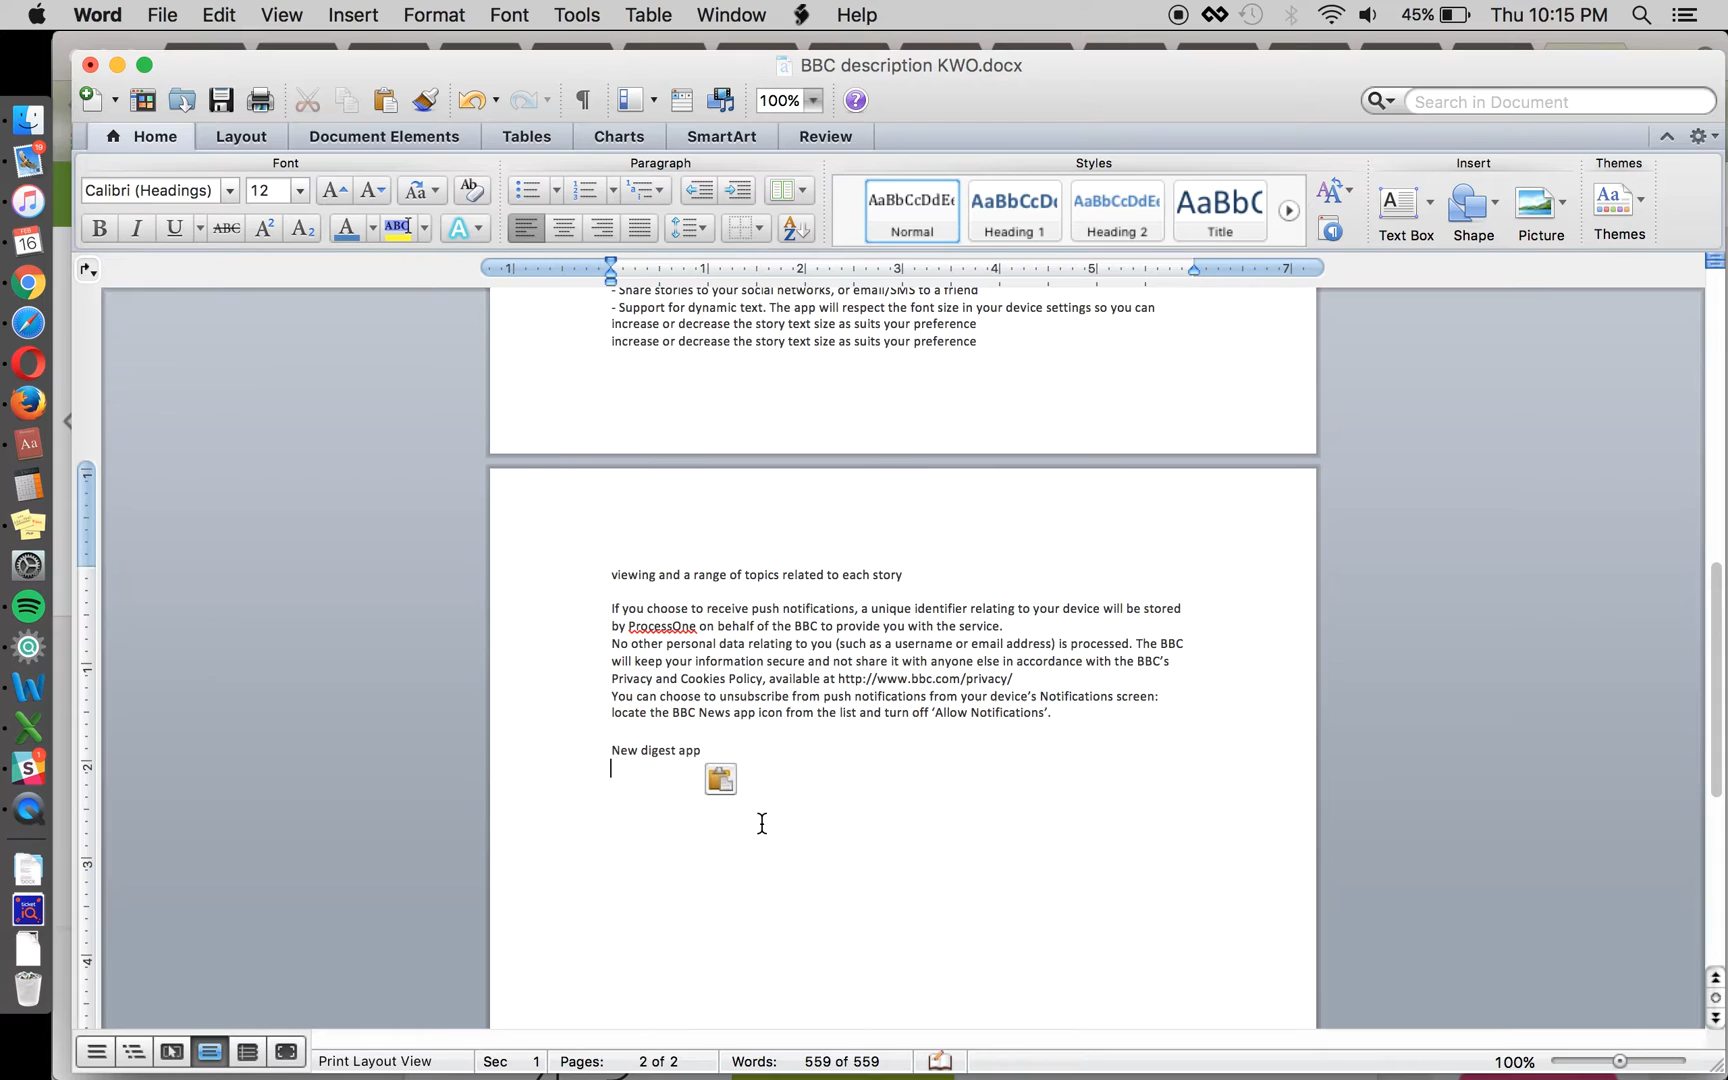 Word File Edit View Insert Format Font Tools Table Window Help 45% Thu 10:15 PM
BBC description KWO.docx
100% Search in Document
Home Layout Document Elements Tables Charts SmartArt Review
Font Paragraph Styles Insert Themes
Calibri (Headings) 12
AaBbCcDdEe AaBbCcDc AaBbCcDdEe AaBbC
Normal Heading 1 Heading 2 Title
Text Box Shape Picture Themes
1 1 2 3 4 5 7
- Share stories to your social networks, or email/SMS to a friend
- Support for dynamic text. The app will respect the font size in your device settings so you can
increase or decrease the story text size as suits your preference
increase or decrease the story text size as suits your preference
viewing and a range of topics related to each story
If you choose to receive push notifications, a unique identifier relating to your device will be stored
by ProcessOne on behalf of the BBC to provide you with the service.
No other personal data relating to you (such as a username or email address) is processed. The BBC
will keep your information secure and not share it with anyone else in accordance with the BBC’s
Privacy and Cookies Policy, available at http://www.bbc.com/privacy/
You can choose to unsubscribe from push notifications from your device’s Notifications screen:
locate the BBC News app icon from the list and turn off ‘Allow Notifications’.
New digest app
Print Layout View Sec 1 Pages: 2 of 2 Words: 559 of 559 100%